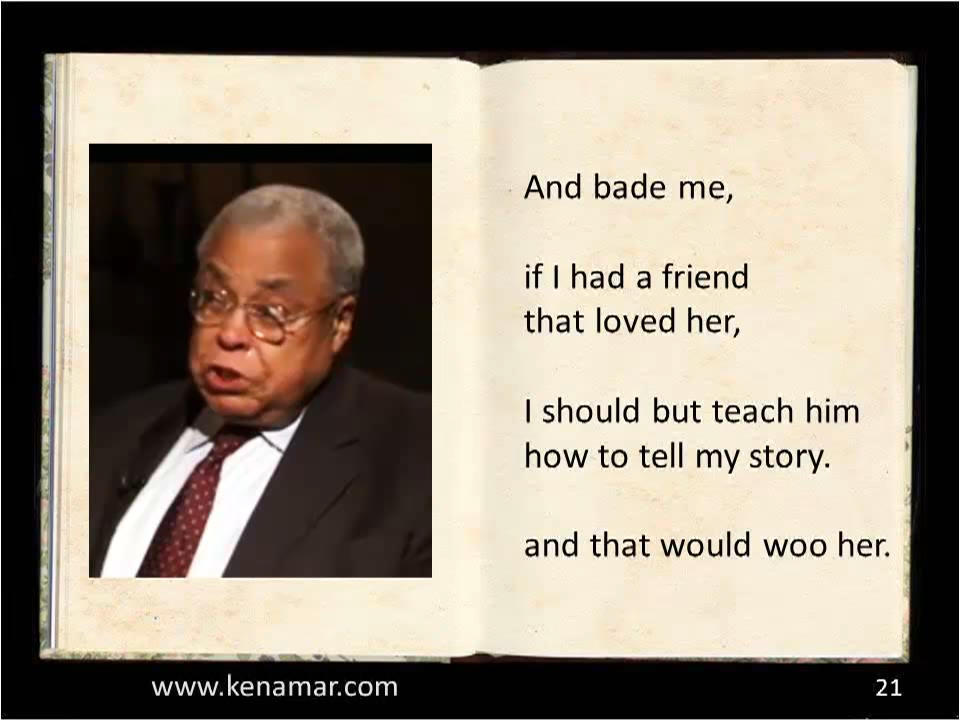 And bade me,
if I had a friend
that loved her,
I should but teach him
how to tell my story.
and that would woo her.
www.kenamar.com
21